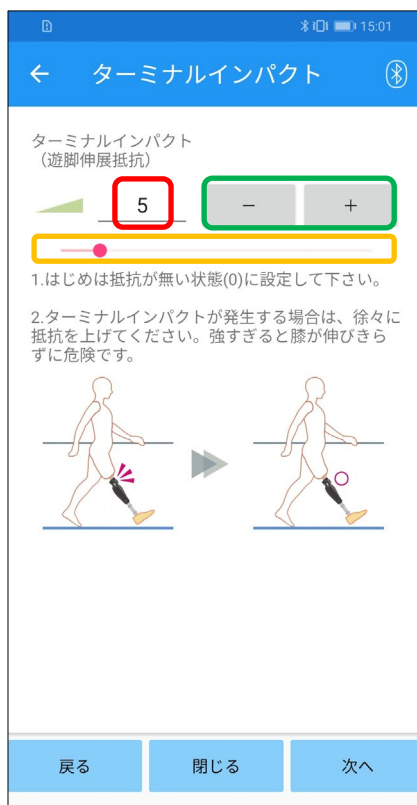 15:01
ターミナルインパクト
ターミナルインパクト
（遊脚伸展抵抗）
5 － ＋
1.はじめは抵抗が無い状態(0)に設定して下さい。
2.ターミナルインパクトが発生する場合は、徐々に
抵抗を上げてください。強すぎると膝が伸びきら
ずに危険です。
戻る 閉じる 次へ